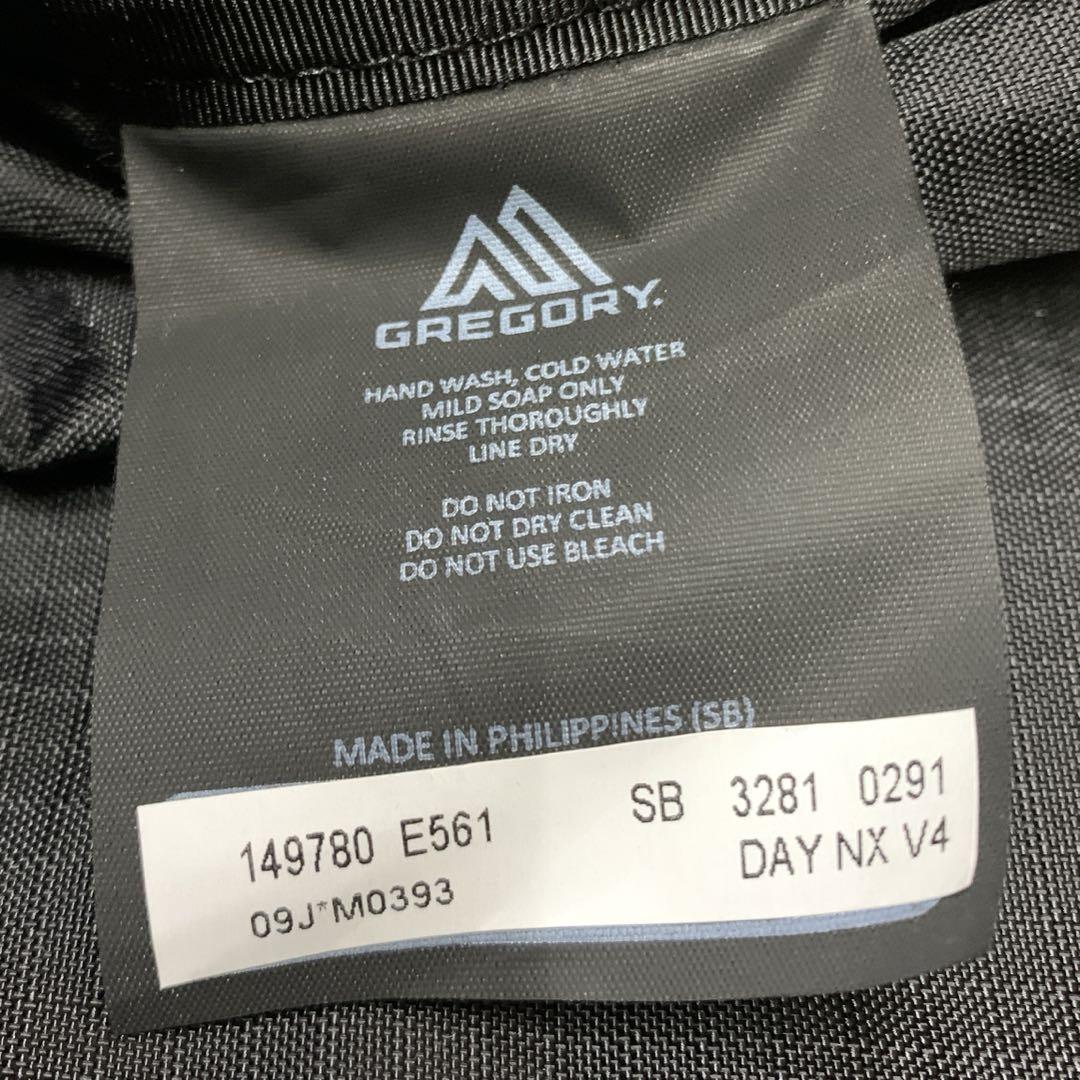 GREGORY.
HAND WASH, COLD WATER
MILD SOAP ONLY
RINSE THOROUGHLY
LINE DRY
DO NOT IRON
DO NOT DRY CLEAN
DO NOT USE BLEACH
MADE IN PHILIPPINES (SB)
149780 E561 SB 3281 0291
09J*M0393 DAY NX V4